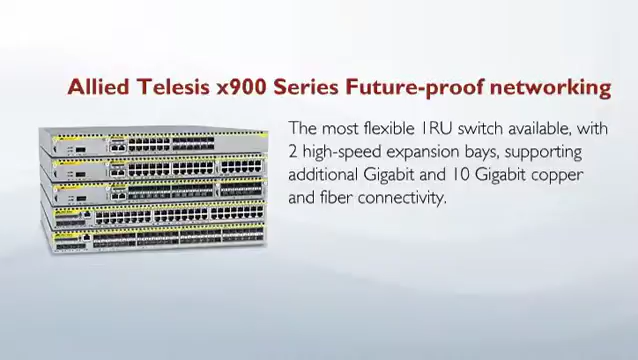 Allied Telesis x900 Series Future-proof networking
The most flexible 1RU switch available, with
2 high-speed expansion bays, supporting
additional Gigabit and 10 Gigabit copper
and fiber connectivity.